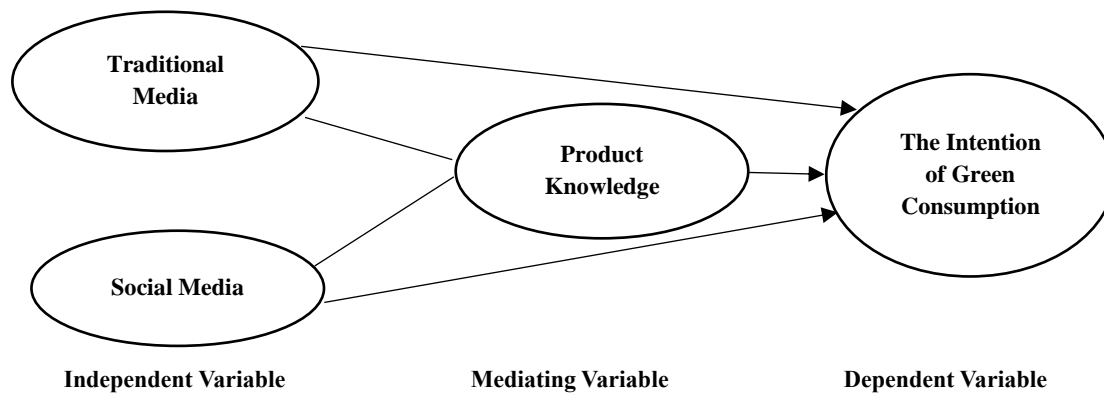 Traditional
Media
Product
Knowledge
The Intention
of Green
Consumption
Social Media
Independent Variable
Mediating Variable
Dependent Variable